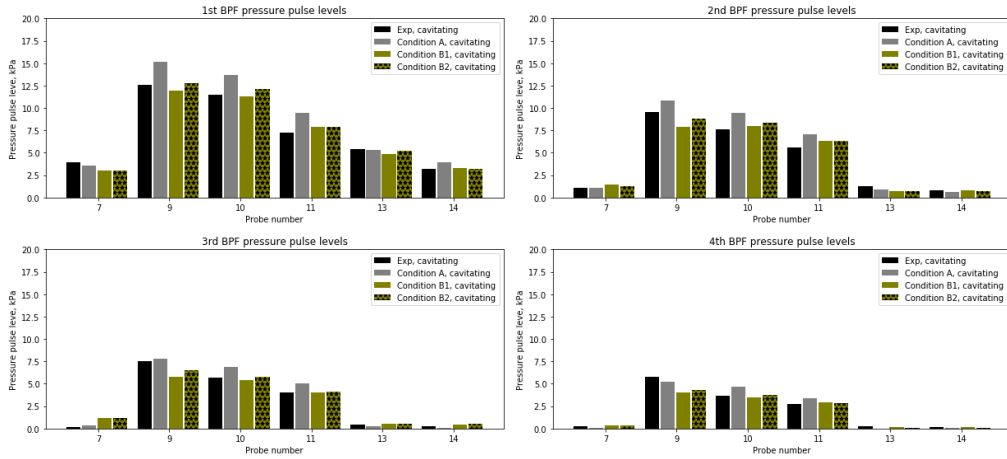 1st BPF pressure pulse levels
Pressure pulse leve, kPa
20.0
17.5
15.0
12.5
10.0
7.5
5.0
2.5
0.0
Exp, cavitating
Condition A, cavitating
Condition B1, cavitating
Condition B2, cavitating
7 9 10 11 13 14
Probe number
2nd BPF pressure pulse levels
Pressure pulse leve, kPa
20.0
17.5
15.0
12.5
10.0
7.5
5.0
2.5
0.0
Exp, cavitating
Condition A, cavitating
Condition B1, cavitating
Condition B2, cavitating
7 9 10 11 13 14
Probe number
3rd BPF pressure pulse levels
Pressure pulse leve, kPa
20.0
17.5
15.0
12.5
10.0
7.5
5.0
2.5
0.0
Exp, cavitating
Condition A, cavitating
Condition B1, cavitating
Condition B2, cavitating
7 9 10 11 13 14
Probe number
4th BPF pressure pulse levels
Pressure pulse leve, kPa
20.0
17.5
15.0
12.5
10.0
7.5
5.0
2.5
0.0
Exp, cavitating
Condition A, cavitating
Condition B1, cavitating
Condition B2, cavitating
7 9 10 11 13 14
Probe number